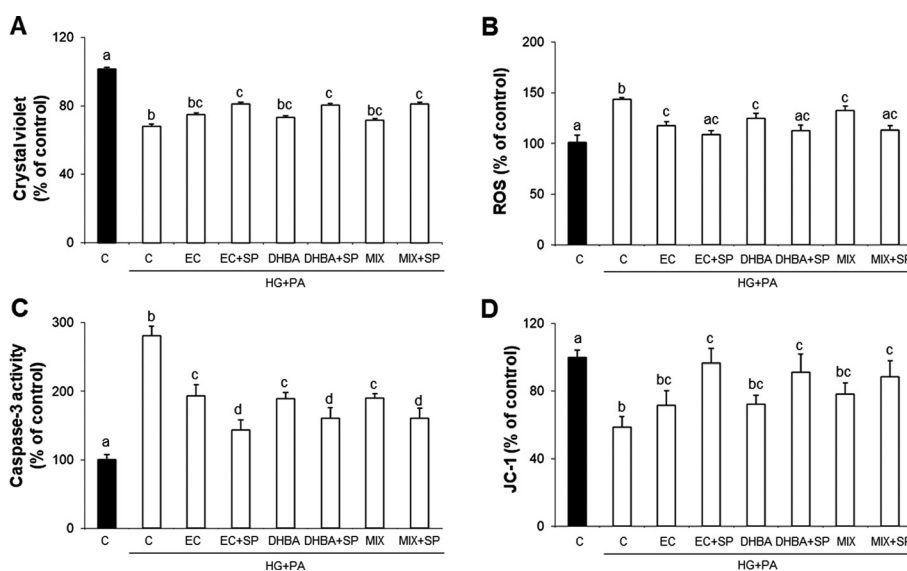 A
Crystal violet
(% of control)
120
80
40
0
a
b
bc
c
bc
c
bc
c
C
C
EC
EC+SP
DHBA
DHBA+SP
MIX
MIX+SP
HG+PA
B
ROS (% of control)
200
150
100
50
0
a
b
c
ac
c
ac
c
ac
C
C
EC
EC+SP
DHBA
DHBA+SP
MIX
MIX+SP
HG+PA
C
Caspase-3 activity
(% of control)
300
200
100
0
a
b
c
d
c
d
c
d
C
C
EC
EC+SP
DHBA
DHBA+SP
MIX
MIX+SP
HG+PA
D
JC-1 (% of control)
120
80
40
0
a
b
bc
c
bc
c
bc
c
C
C
EC
EC+SP
DHBA
DHBA+SP
MIX
MIX+SP
HG+PA